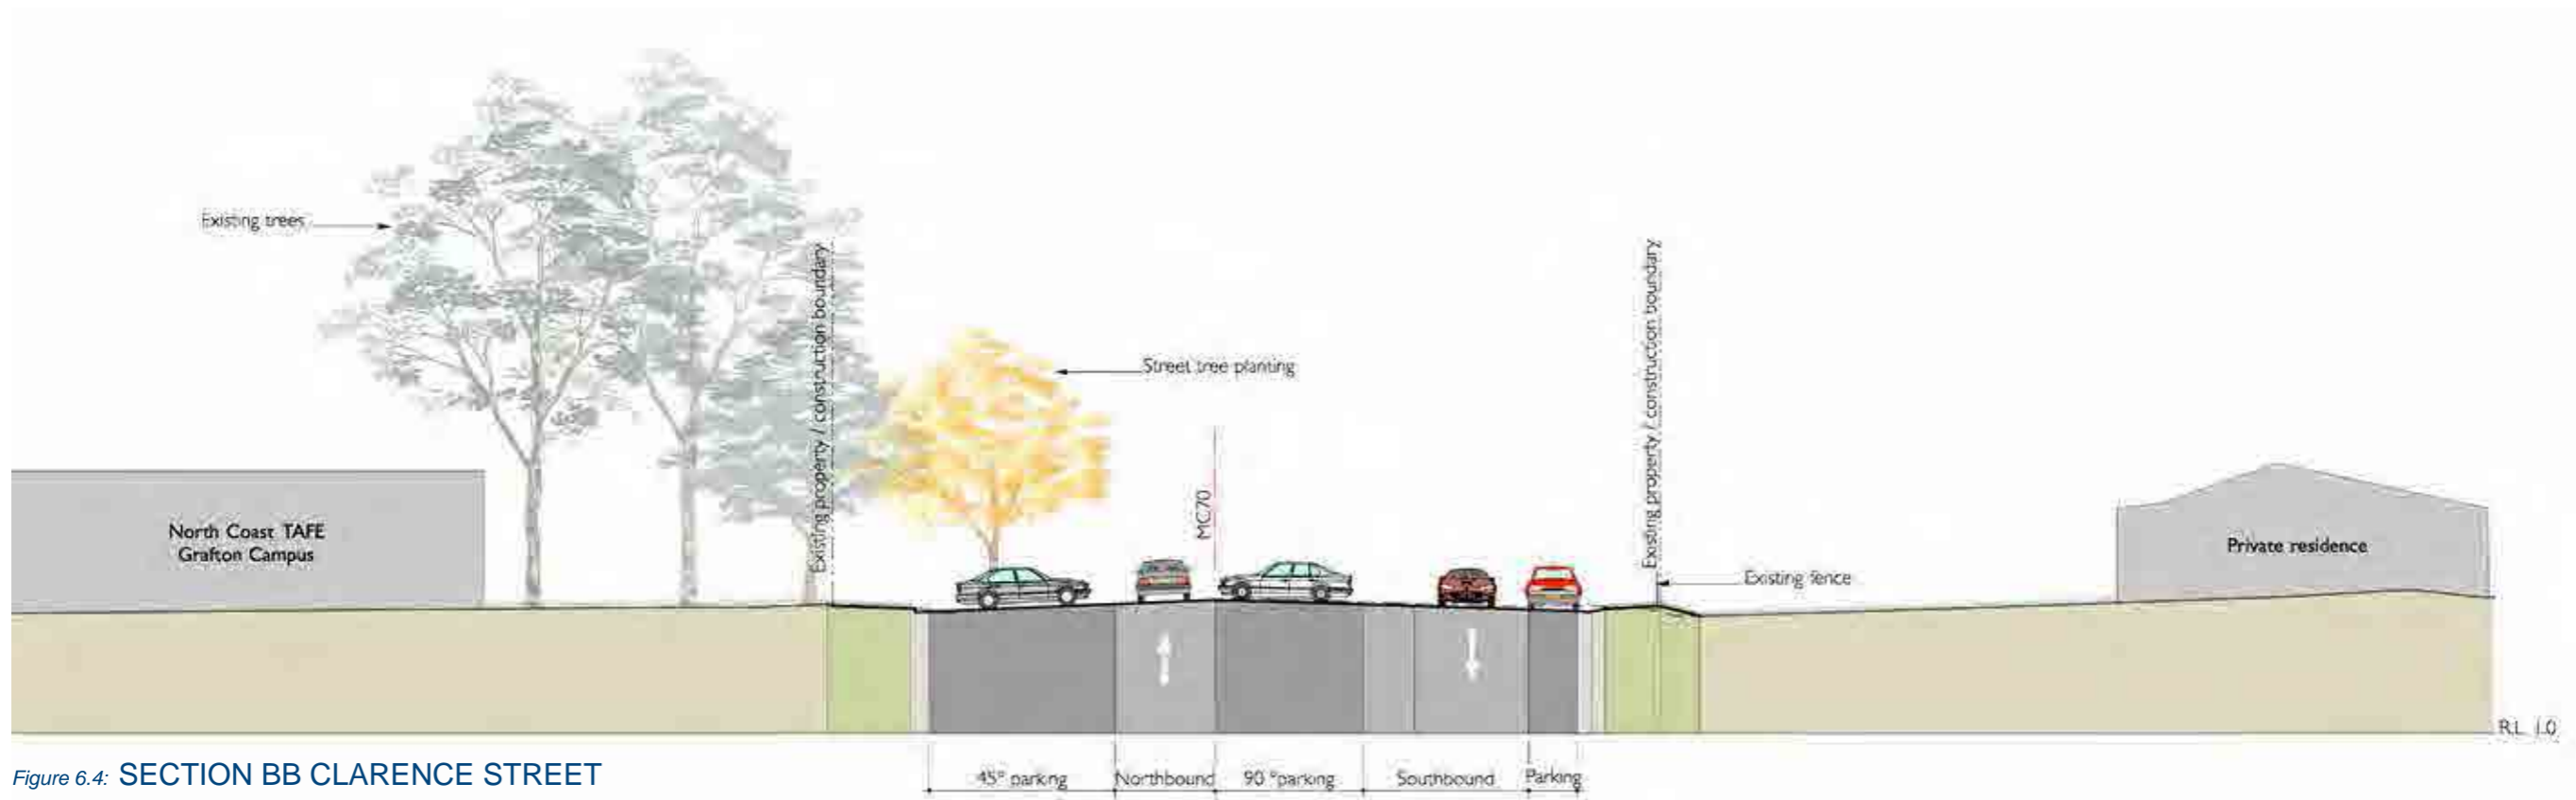 Existing trees
Existing property / construction boundary
Street tree planting
MC70
Existing property / construction boundary
North Coast TAFE
Grafton Campus
Private residence
Existing fence
R.L. 1.0
Figure 6.4: SECTION BB CLARENCE STREET
45° parking
Northbound
90 °parking
Southbound
Parking